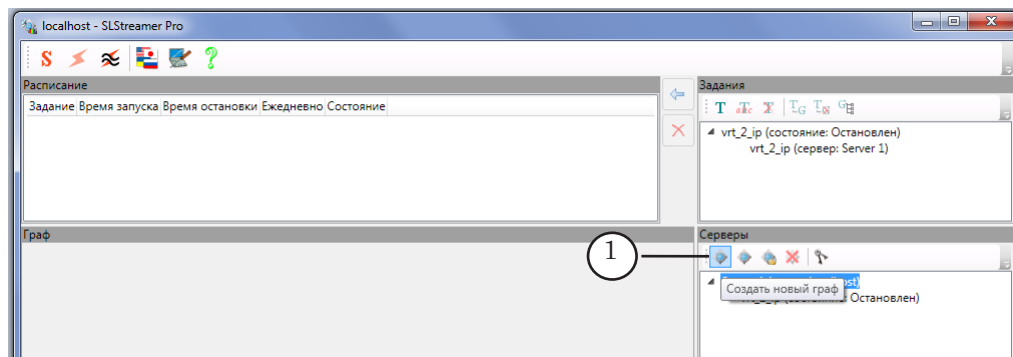 localhost - SLStreamer Pro
Расписание
Задание Время запуска Время остановки Ежедневно Состояние
Задания
vrt_2_ip (состояние: Остановлен)
vrt_2_ip (сервер: Server 1)
Граф
1
Серверы
Создать новый граф
Остановлен)